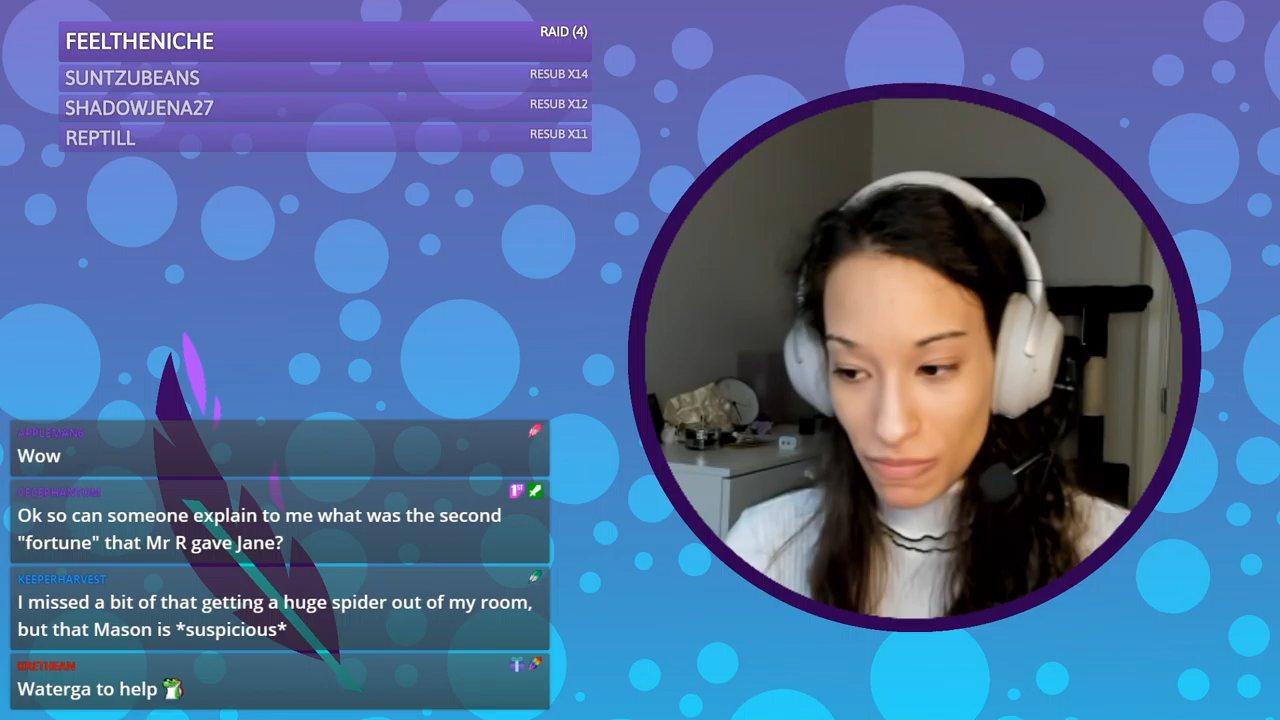 FEELTHENICHE RAID (4)
SUNTZUBEANS RESUB X14
SHADOWJENA27 RESUB X12
REPTILL RESUB X11
Wow
Ok so can someone explain to me what was the second
"fortune" that Mr R gave Jane?
KEEPERHARVEST
I missed a bit of that getting a huge spider out of my room,
but that Mason is *suspicious*
Waterga to help